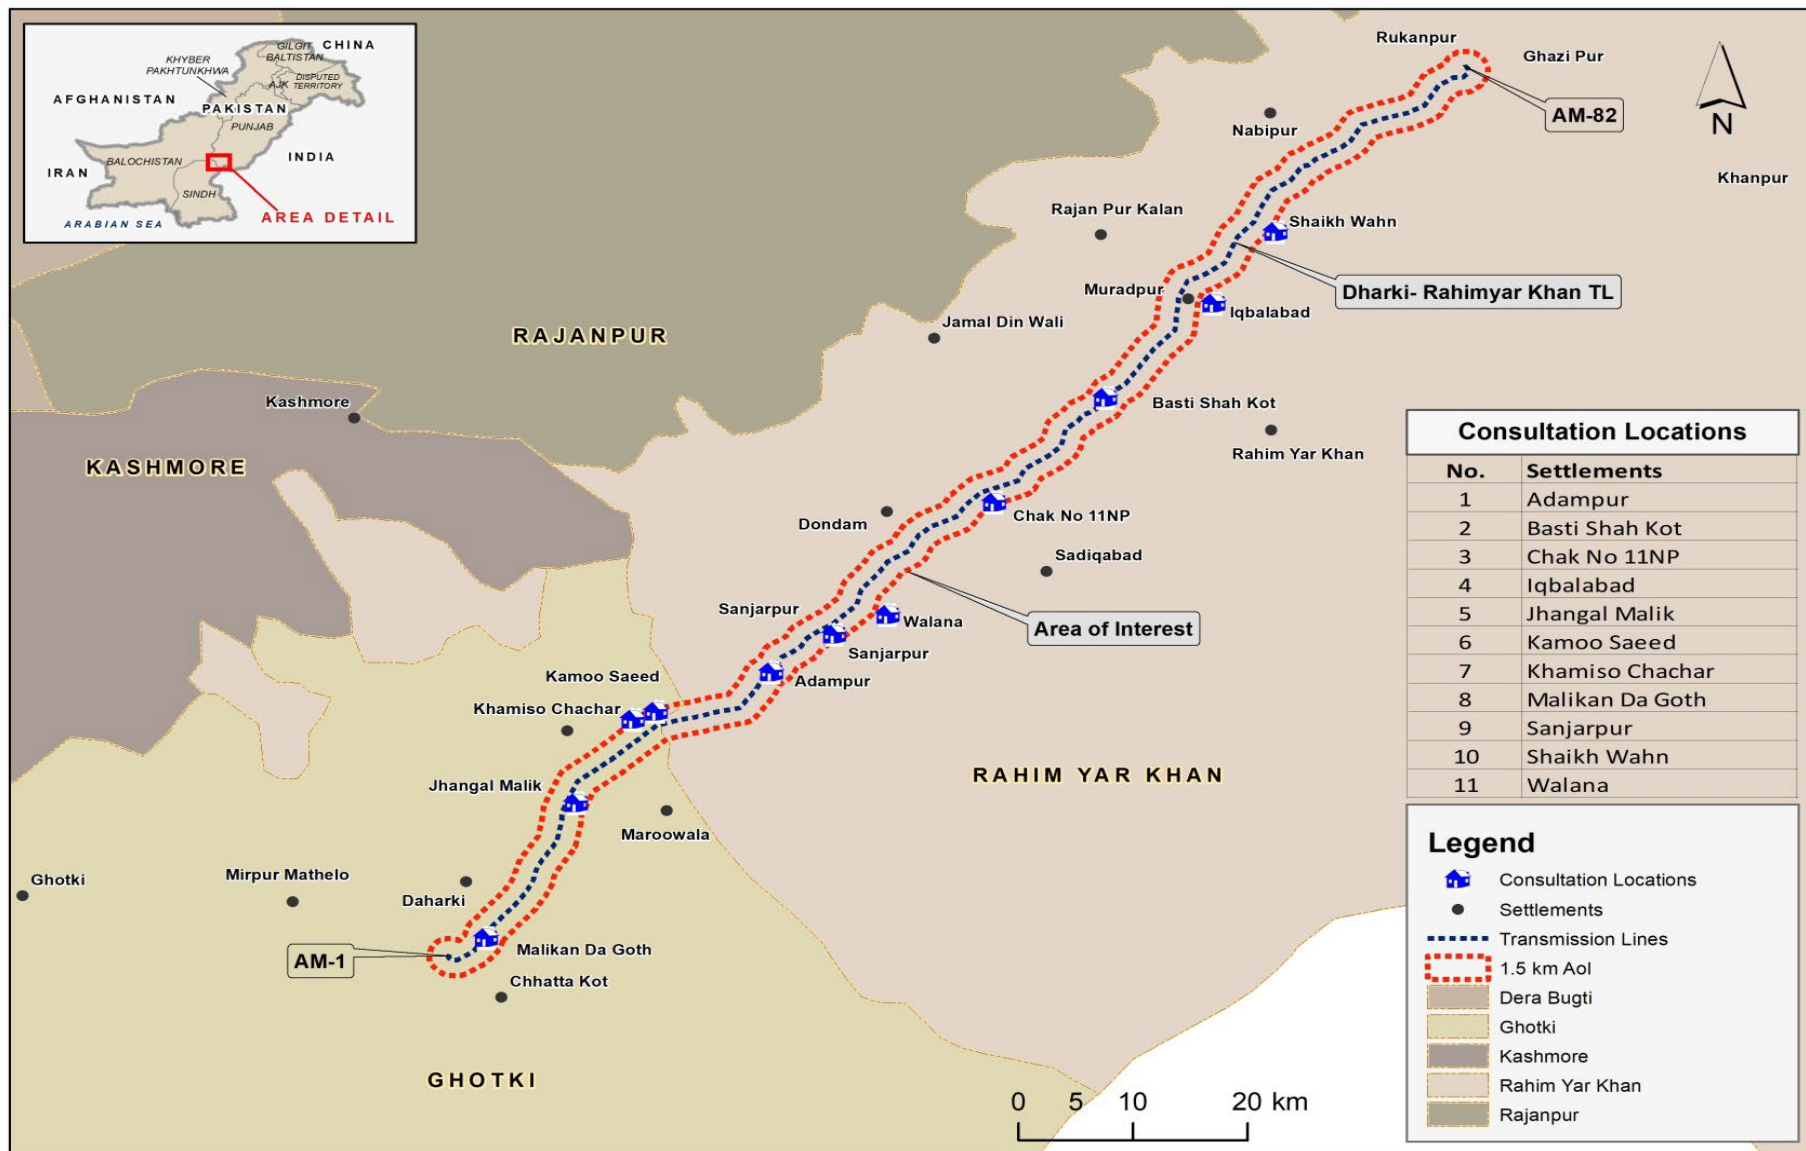 GILGIT
BALTISTAN
CHINA
KHYBER
PAKHTUNKHWA
DISPUTED
TERRITORY
AJK
AFGHANISTAN
PAKISTAN
PUNJAB
INDIA
BALOCHISTAN
IRAN
SINDH
AREA DETAIL
ARABIAN SEA
Rukanpur
Ghazi Pur
AM-82
N
Nabipur
Khanpur
Rajan Pur Kalan
Shaikh Wahn
Dharki- Rahimyar Khan TL
Muradpur
Iqbalabad
Jamal Din Wali
RAJANPUR
Kashmore
Basti Shah Kot
Rahim Yar Khan
KASHMORE
Chak No 11NP
Dondam
Sadiqabad
Sanjarpur
Walana
Area of Interest
Sanjarpur
Adampur
Kamoo Saeed
Khamiso Chachar
RAHIM YAR KHAN
Jhangal Malik
Maroowala
Ghotki
Mirpur Mathelo
Daharki
Malikan Da Goth
AM-1
Chhatta Kot
GHOTKI
0 5 10 20 km
Consultation Locations
No. Settlements
1 Adampur
2 Basti Shah Kot
3 Chak No 11NP
4 Iqbalabad
5 Jhangal Malik
6 Kamoo Saeed
7 Khamiso Chachar
8 Malikan Da Goth
9 Sanjarpur
10 Shaikh Wahn
11 Walana
Legend
Consultation Locations
Settlements
Transmission Lines
1.5 km AoI
Dera Bugti
Ghotki
Kashmore
Rahim Yar Khan
Rajanpur